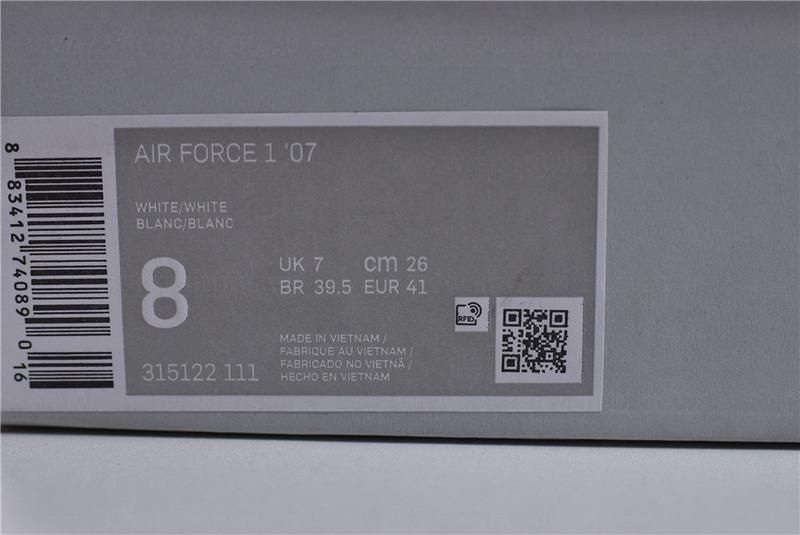 8 83412 74089 0 16
AIR FORCE 1 '07
WHITE/WHITE
BLANC/BLANC
8
UK 7 cm 26
BR 39.5 EUR 41
RFID
MADE IN VIETNAM /
FABRIQUE AU VIETNAM /
FABRICADO NO VIETNÃ /
HECHO EN VIETNAM
315122 111